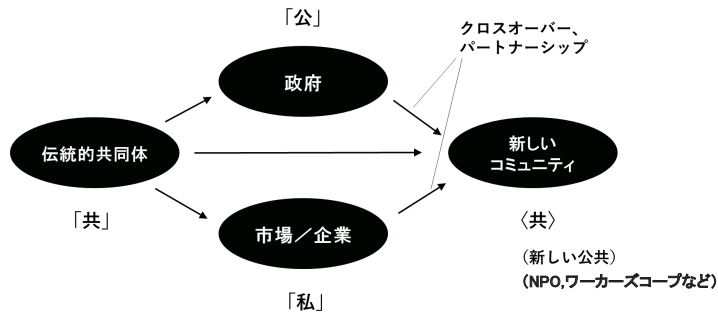 「公」
クロスオーバー、
パートナーシップ
政府
伝統的共同体
新しい
コミュニティ
「共」
市場／企業
〈共〉
（新しい公共）
（NPO,ワーカーズコープなど）
「私」